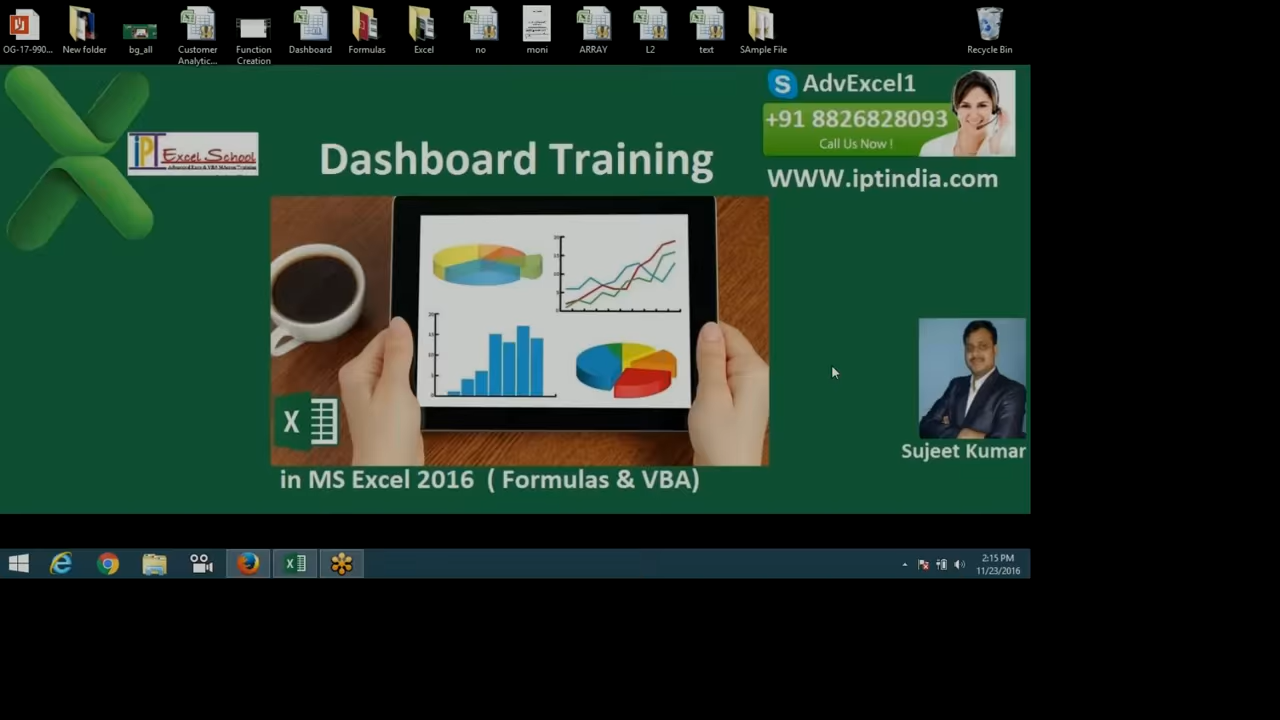 OG-17-990...
New folder
bg_all
Customer
Analytic...
Function
Creation
Dashboard
Formulas
Excel
no
moni
ARRAY
L2
text
SAmple File
Recycle Bin
S AdvExcel1
+91 8826828093
Call Us Now !
WWW.iptindia.com
iPT Excel School
Dashboard Training
X
Sujeet Kumar
in MS Excel 2016 ( Formulas & VBA)
2:15 PM
11/23/2016